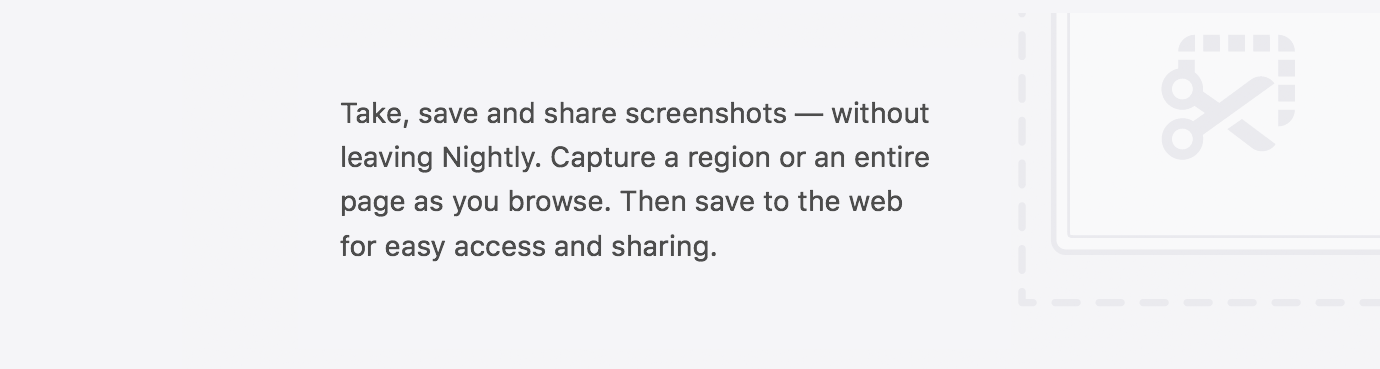 Take, save and share screenshots — without
leaving Nightly. Capture a region or an entire
page as you browse. Then save to the web
for easy access and sharing.